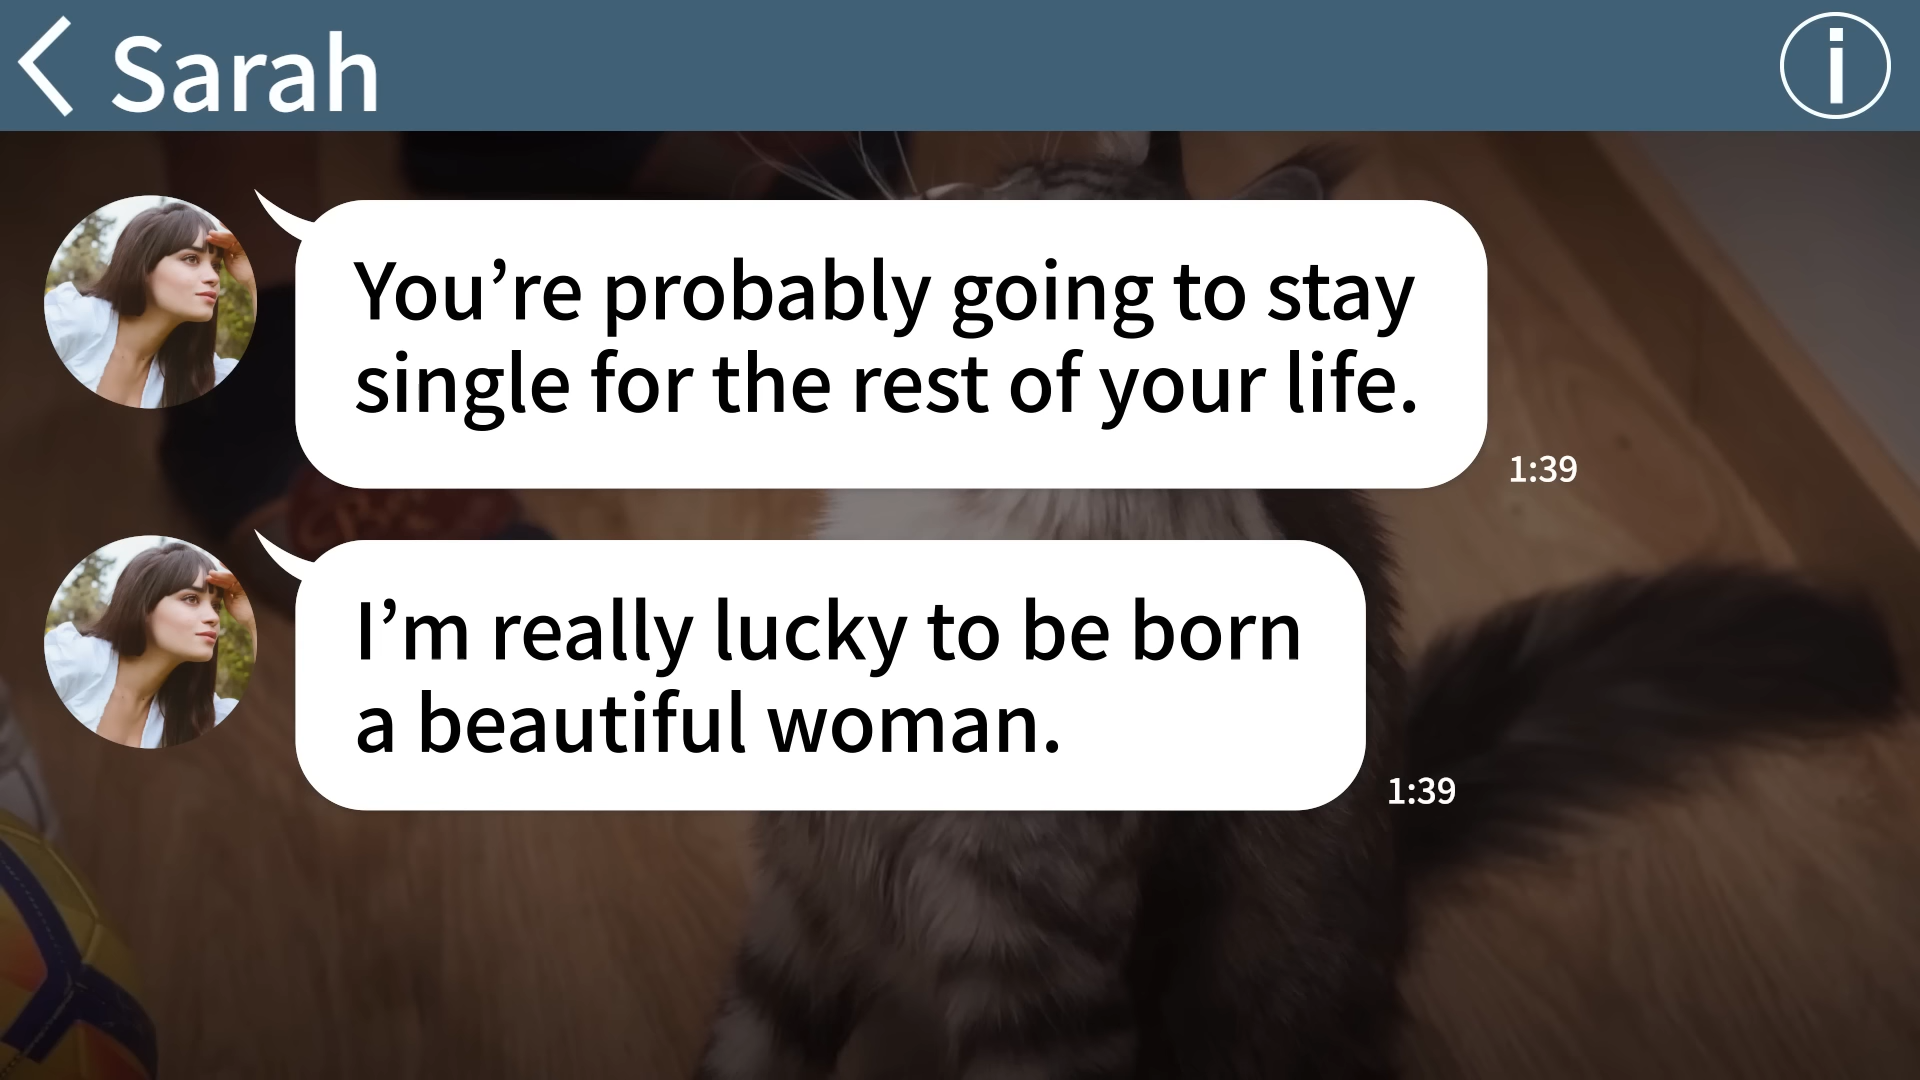 Sarah
You’re probably going to stay
single for the rest of your life.
1:39
I’m really lucky to be born
a beautiful woman.
1:39